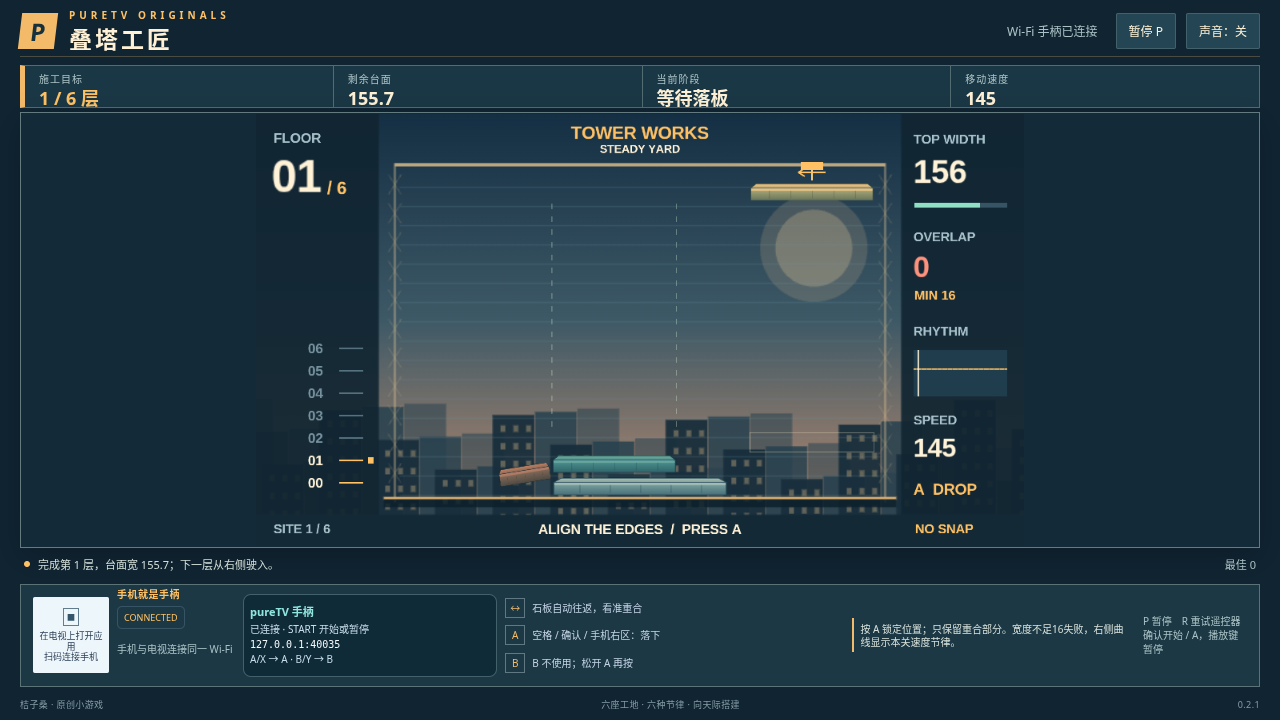 P
PURETV ORIGINALS
叠塔工匠
Wi-Fi 手柄已连接
暂停 P
声音：关
施工目标
1 / 6 层
剩余台面
155.7
当前阶段
等待落板
移动速度
145
FLOOR
01 / 6
TOWER WORKS
STEADY YARD
TOP WIDTH
156
OVERLAP
0
MIN 16
RHYTHM
SPEED
145
A DROP
06
05
04
03
02
01
00
SITE 1 / 6
ALIGN THE EDGES / PRESS A
NO SNAP
完成第 1 层，台面宽 155.7；下一层从右侧驶入。
最佳 0
在电视上打开应
用
扫码连接手机
手机就是手柄
CONNECTED
手机与电视连接同一 Wi-Fi
pureTV 手柄
已连接 · START 开始或暂停
127.0.0.1:40035
A/X → A · B/Y → B
↔ 石板自动往返，看准重合
A 空格 / 确认 / 手机右区：落下
B B 不使用；松开 A 再按
按 A 锁定位置；只保留重合部分。宽度不足16失败，右侧曲
线显示本关速度节律。
P 暂停 R 重试遥控器
确认开始 / A，播放键
暂停
桔子桑 · 原创小游戏
六座工地 · 六种节律 · 向天际搭建
0.2.1